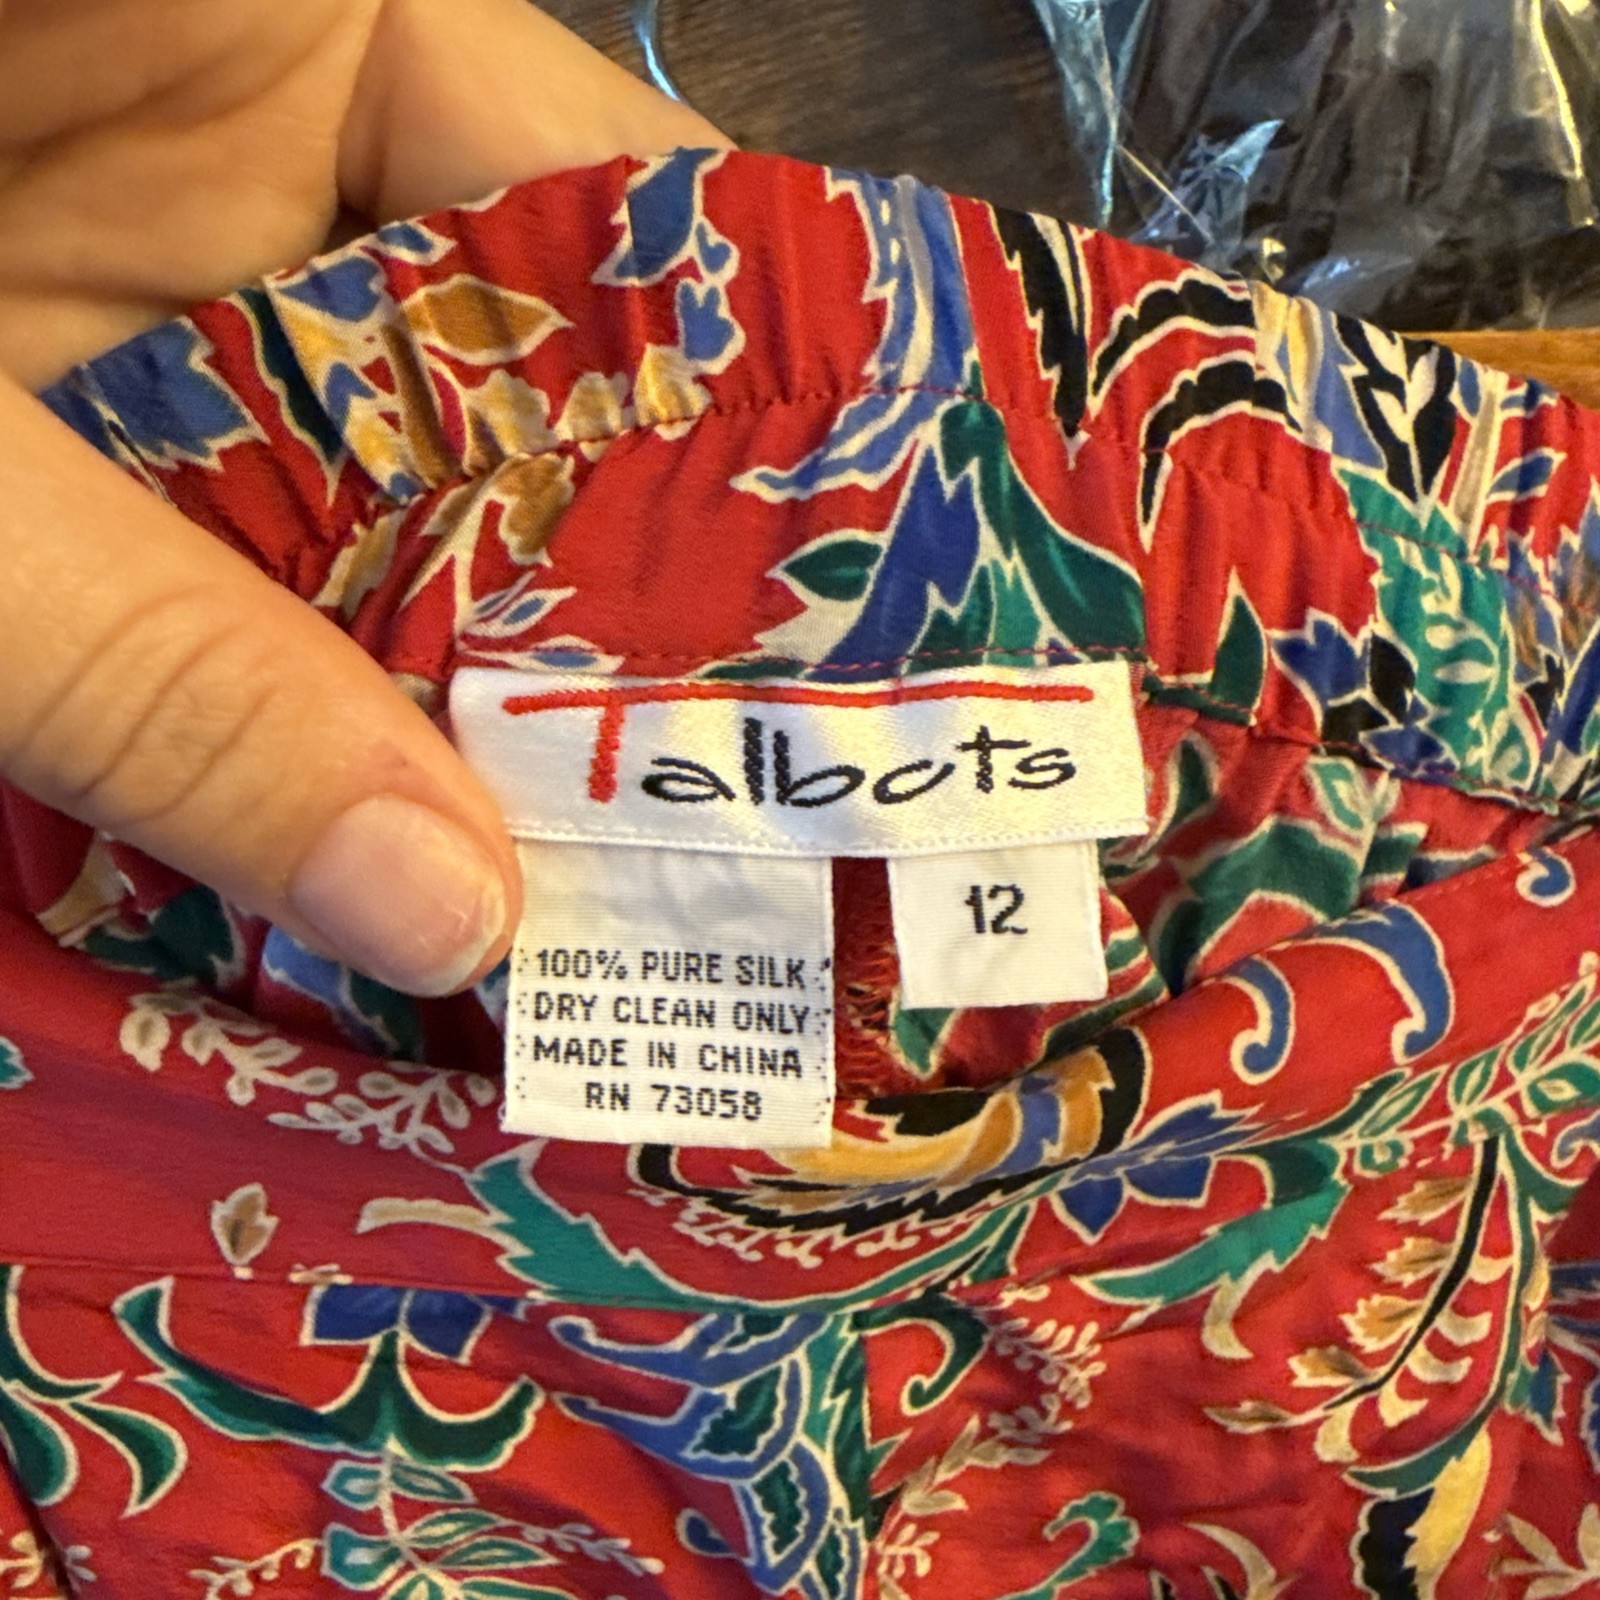 Talbots
12
100% PURE SILK
DRY CLEAN ONLY
MADE IN CHINA
RN 73058